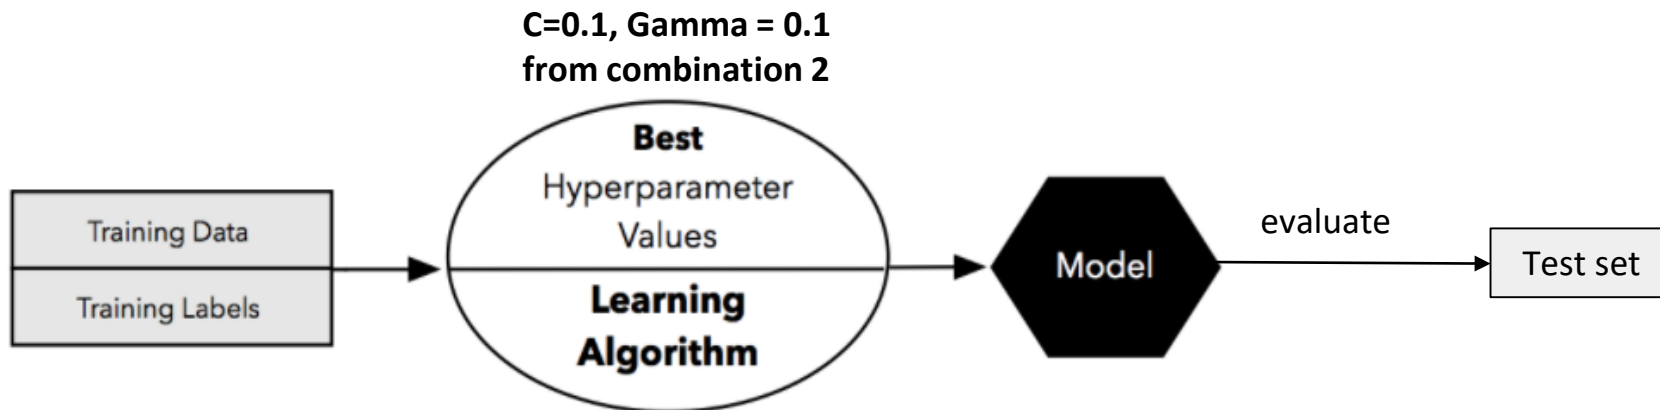 C=0.1, Gamma = 0.1
from combination 2
Training Data
Training Labels
Best
Hyperparameter
Values
Learning
Algorithm
Model
evaluate
Test set